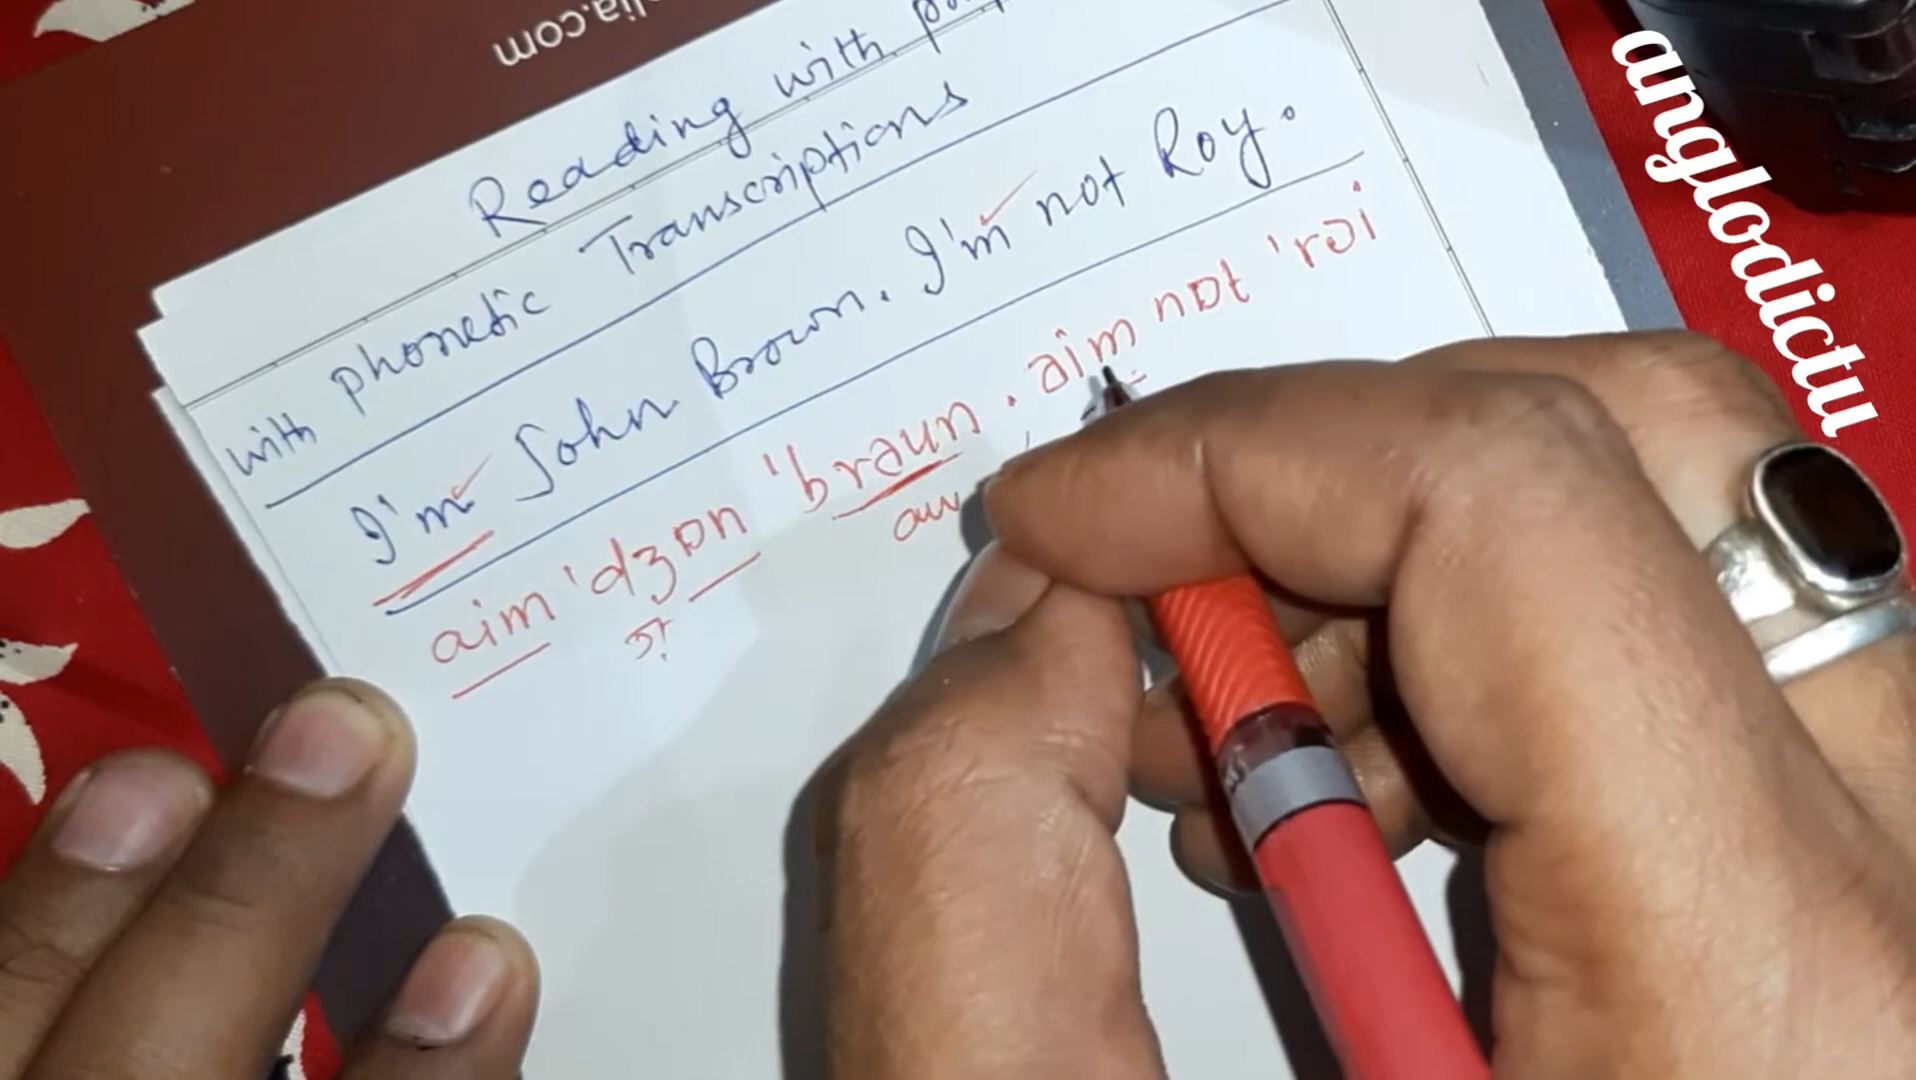 lia.com
Reading with
with phonetic Transcriptions
I'm John Brown. I'm not Roy.
aim 'dʒɒn 'braun. aim nɒt 'rɔi
au
anglodictu